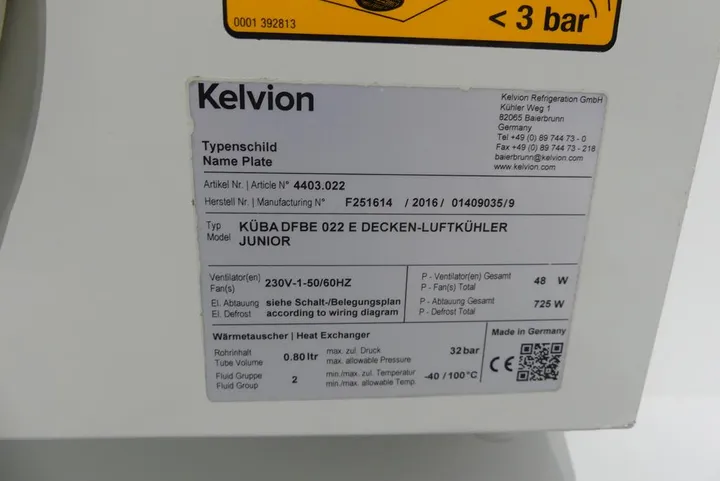 < 3 bar
0001 392813
Kelvion
Kelvion Refrigeration GmbH
Kühler Weg 1
82065 Baierbrunn
Germany
Tel +49 (0) 89 744 73 - 0
Fax +49 (0) 89 744 73 - 218
baierbrunn@kelvion.com
www.kelvion.com
Typenschild
Name Plate
Artikel Nr. | Article N° 4403.022
Herstell Nr. | Manufacturing N° F251614 / 2016/ 01409035/9
Typ
Model
KÜBA DFBE 022 E DECKEN-LUFTKÜHLER
JUNIOR
Ventilator(en)
Fan(s)
230V-1-50/60HZ
P - Ventilator(en) Gesamt
P - Fan(s) Total
48 W
El. Abtauung siehe Schalt-/Belegungsplan
El. Defrost according to wiring diagram
P - Abtauung Gesamt
P - Defrost Total
725 W
Wärmetauscher | Heat Exchanger
Made in Germany
Rohrinhalt
Tube Volume
0.80 ltr
max. zul. Druck
max. allowable Pressure
32 bar
Fluid Gruppe
Fluid Group
2
min./max. zul. Temperatur
min./max. allowable Temp.
-40 / 100 °C
CE